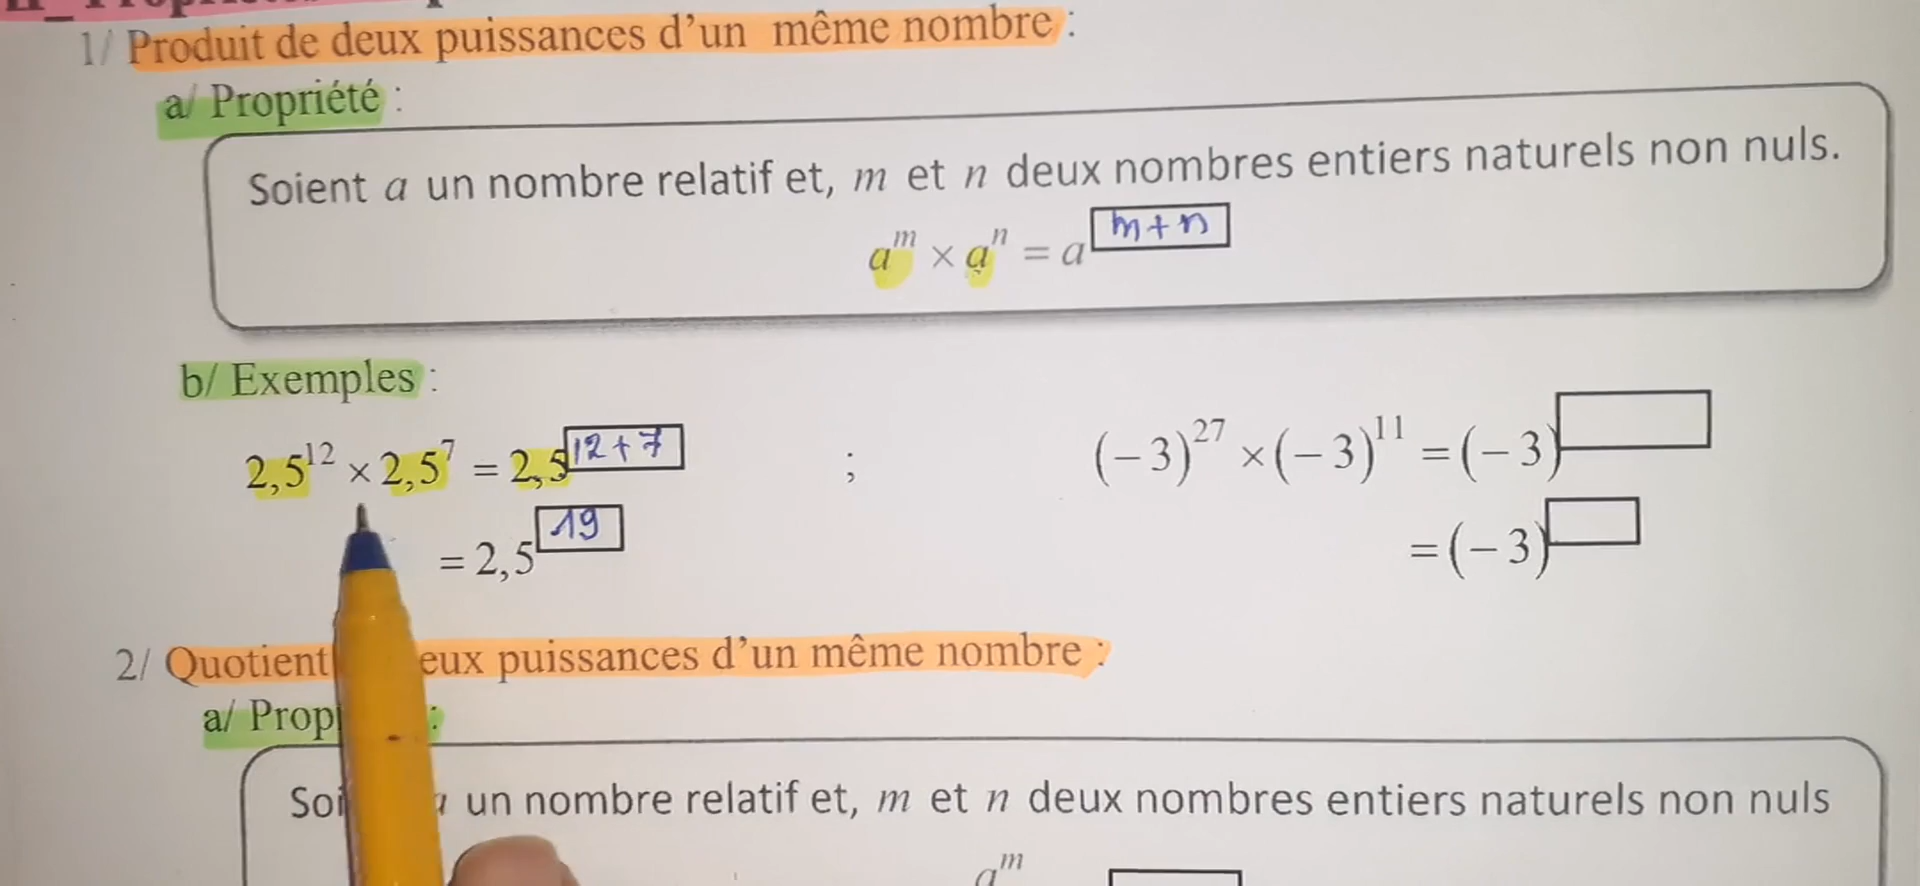 1/ Produit de deux puissances d'un même nombre :
a/ Propriété :
Soient a un nombre relatif et, m et n deux nombres entiers naturels non nuls.
a^m × a^n = a^m+n
b/ Exemples :
2,5^12 × 2,5^7 = 2,5^12+7 ; (−3)^27 × (−3)^11 = (−3)
= 2,5^19 = (−3)
2/ Quotient eux puissances d'un même nombre :
a/ Prop :
Soi un nombre relatif et, m et n deux nombres entiers naturels non nuls
a^m